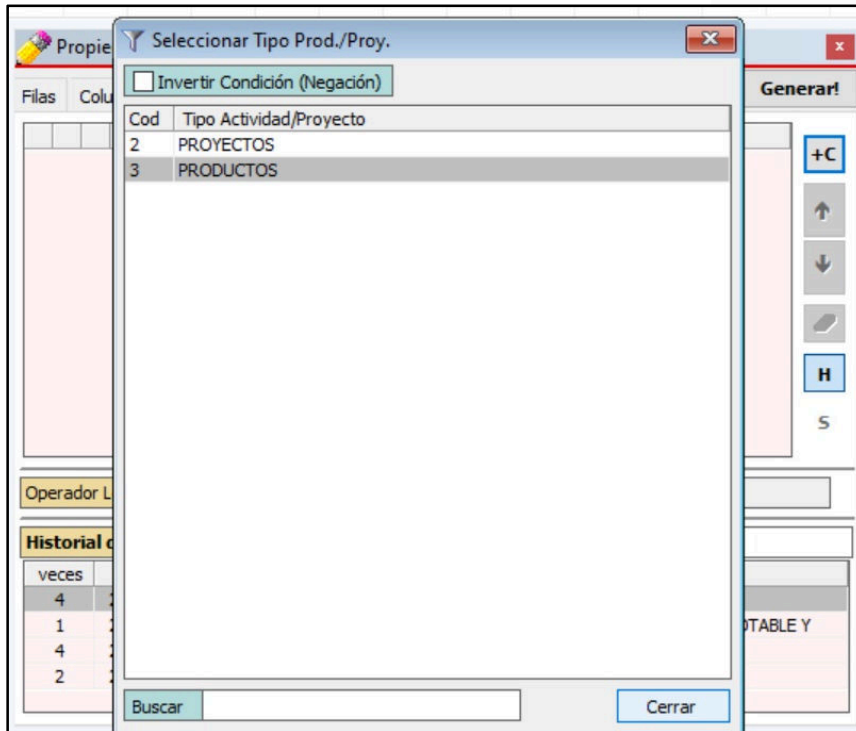 Propie
Seleccionar Tipo Prod./Proy.
x
Filas Colu
Invertir Condición (Negación)
Generar!
Cod Tipo Actividad/Proyecto
2 PROYECTOS
3 PRODUCTOS
+C
H
S
Operador L
Historial
veces
4
1 OTABLE Y
4
2
Buscar
Cerrar